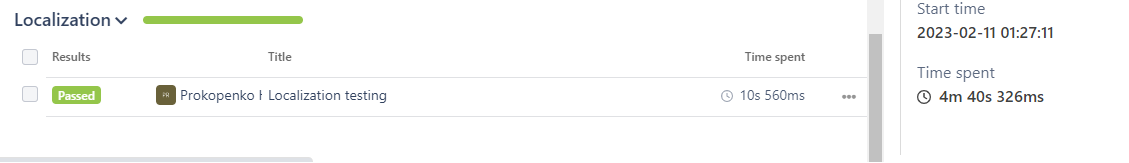 Localization
Results Title Time spent
Passed PR Prokopenko Localization testing 10s 560ms
Start time
2023-02-11 01:27:11
Time spent
4m 40s 326ms